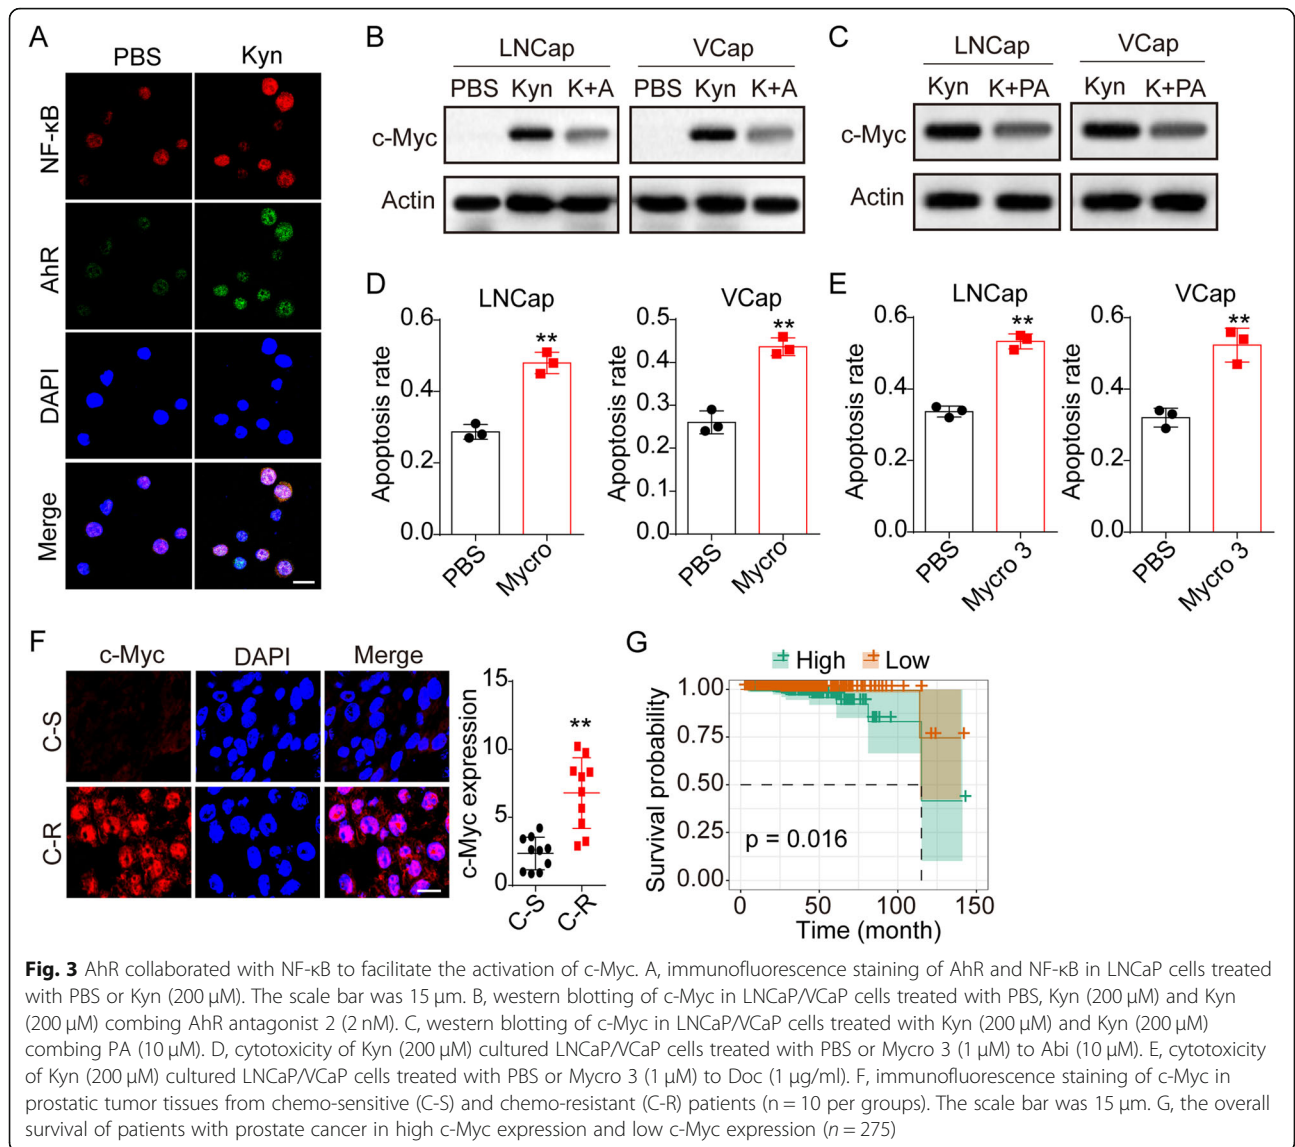 A
PBS Kyn
NF-κB
AhR
DAPI
Merge
B
LNCap VCap
PBS Kyn K+A PBS Kyn K+A
c-Myc
Actin
C
LNCap VCap
Kyn K+PA Kyn K+PA
c-Myc
Actin
D
LNCap
Apoptosis rate
0.6
0.4
0.2
0.0
**
PBS Mycro
VCap
Apoptosis rate
0.5
0.4
0.3
0.2
0.1
0.0
**
PBS Mycro
E
LNCap
Apoptosis rate
0.6
0.4
0.2
0.0
**
PBS Mycro 3
VCap
Apoptosis rate
0.6
0.4
0.2
0.0
**
PBS Mycro 3
F
c-Myc DAPI Merge
C-S
C-R
c-Myc expression
15
10
5
0
**
C-S C-R
G
High Low
Survival probability
1.00
0.75
0.50
0.25
0.00
p = 0.016
0 50 100 150
Time (month)
Fig. 3 AhR collaborated with NF-κB to facilitate the activation of c-Myc. A, immunofluorescence staining of AhR and NF-κB in LNCaP cells treated
with PBS or Kyn (200 μM). The scale bar was 15 μm. B, western blotting of c-Myc in LNCaP/VCaP cells treated with PBS, Kyn (200 μM) and Kyn
(200 μM) combing AhR antagonist 2 (2 nM). C, western blotting of c-Myc in LNCaP/VCaP cells treated with Kyn (200 μM) and Kyn (200 μM)
combing PA (10 μM). D, cytotoxicity of Kyn (200 μM) cultured LNCaP/VCaP cells treated with PBS or Mycro 3 (1 μM) to Abi (10 μM). E, cytotoxicity
of Kyn (200 μM) cultured LNCaP/VCaP cells treated with PBS or Mycro 3 (1 μM) to Doc (1 μg/ml). F, immunofluorescence staining of c-Myc in
prostatic tumor tissues from chemo-sensitive (C-S) and chemo-resistant (C-R) patients (n = 10 per groups). The scale bar was 15 μm. G, the overall
survival of patients with prostate cancer in high c-Myc expression and low c-Myc expression (n = 275)